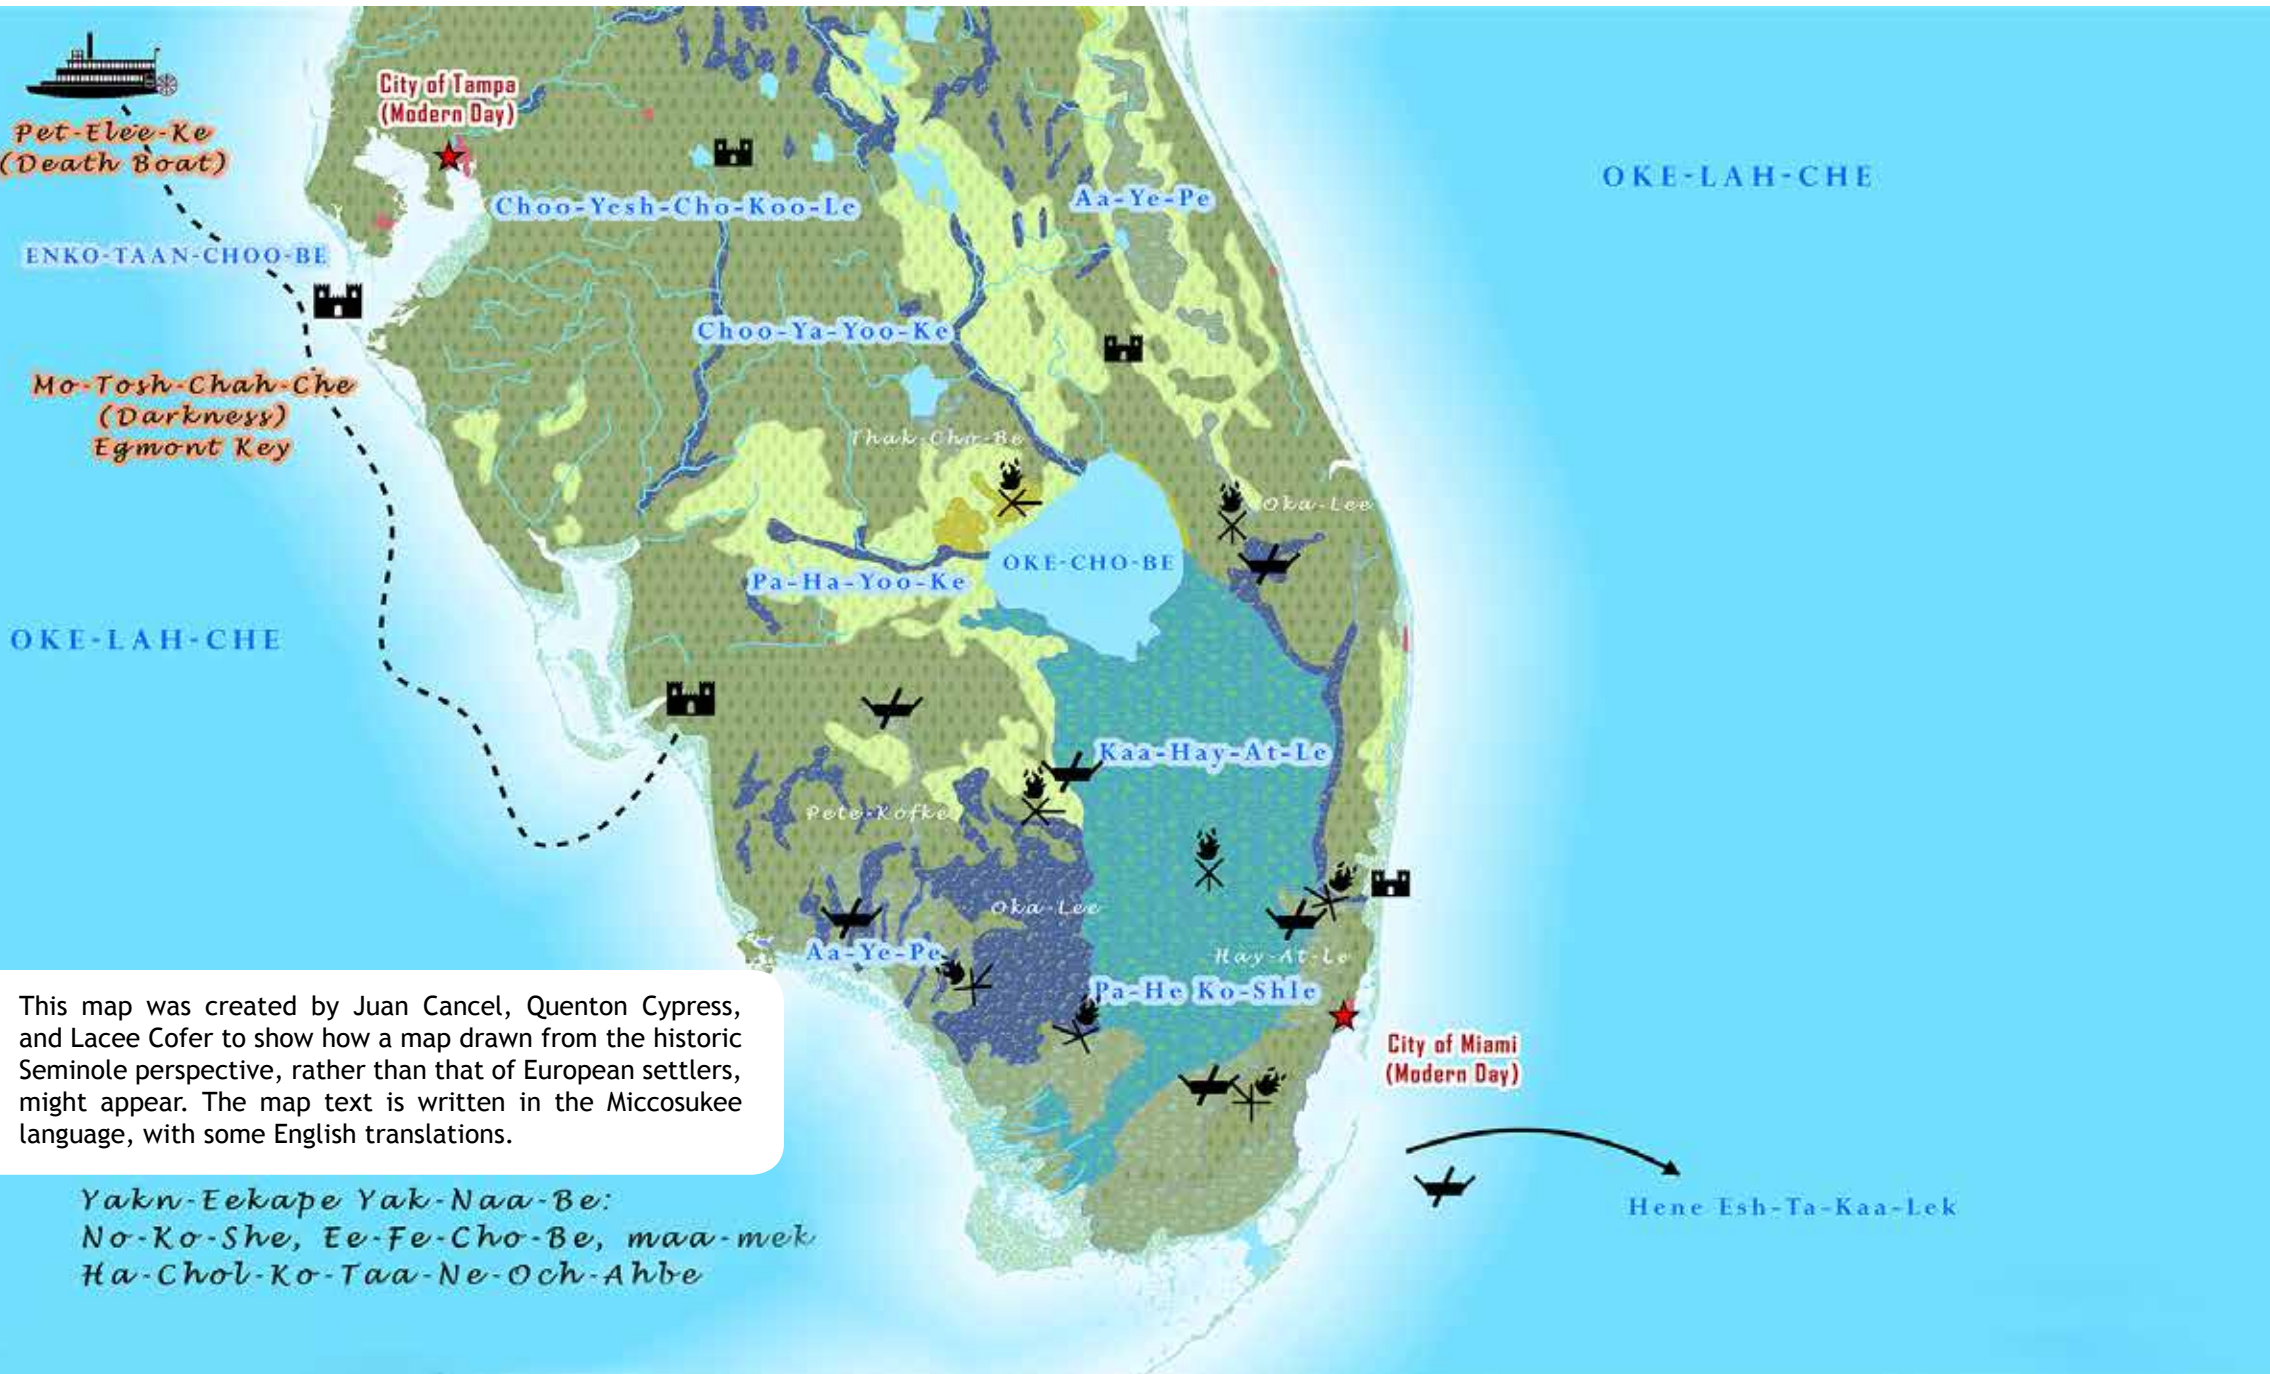 City of Tampa
(Modern Day)
Pet-Elee-Ke
(Death Boat)
OKE-LAH-CHE
Choo-Yesh-Cho-Koo-Le
Aa-Ye-Pe
ENKO-TAAN-CHOO-BE
Choo-Ya-Yoo-Ke
Mo-Tosh-Chah-Che
(Darkness)
Egmont Key
Thak-Cho-Be
Oka-Lee
OKE-CHO-BE
Pa-Ha-Yoo-Ke
OKE-LAH-CHE
Kaa-Hay-At-Le
Pete-Kofke
Oka-Lee
Aa-Ye-Pe
Hay-At-Le
Pa-He Ko-Shle
This map was created by Juan Cancel, Quenton Cypress,
and Lacee Cofer to show how a map drawn from the historic
Seminole perspective, rather than that of European settlers,
might appear. The map text is written in the Miccosukee
language, with some English translations.
City of Miami
(Modern Day)
Yakn-Eekape Yak-Naa-Be:
No-Ko-She, Ee-Fe-Cho-Be, maa-mek
Ha-Chol-Ko-Taa-Ne-Och-Ahbe
Hene Esh-Ta-Kaa-Lek